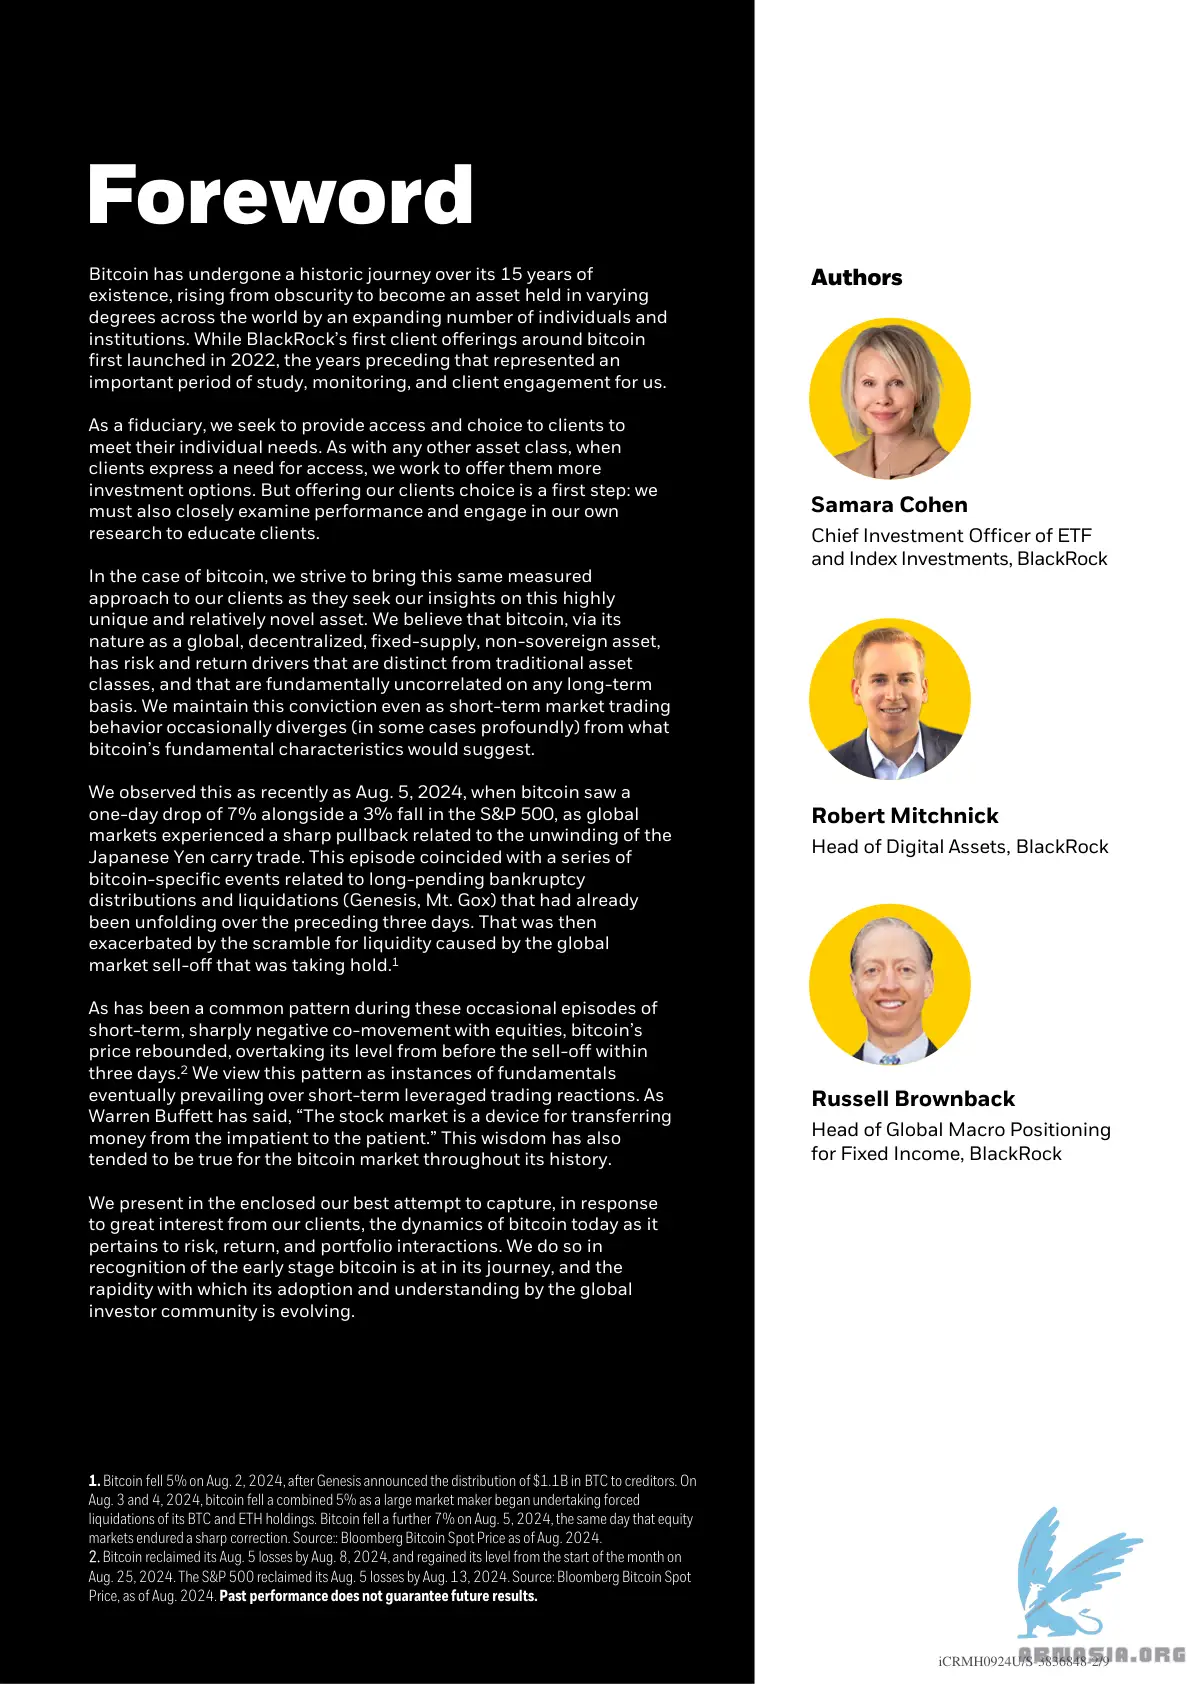 Foreword
Bitcoin has undergone a historic journey over its 15 years of
existence, rising from obscurity to become an asset held in varying
degrees across the world by an expanding number of individuals and
institutions. While BlackRock’s first client offerings around bitcoin
first launched in 2022, the years preceding that represented an
important period of study, monitoring, and client engagement for us.
As a fiduciary, we seek to provide access and choice to clients to
meet their individual needs. As with any other asset class, when
clients express a need for access, we work to offer them more
investment options. But offering our clients choice is a first step: we
must also closely examine performance and engage in our own
research to educate clients.
In the case of bitcoin, we strive to bring this same measured
approach to our clients as they seek our insights on this highly
unique and relatively novel asset. We believe that bitcoin, via its
nature as a global, decentralized, fixed-supply, non-sovereign asset,
has risk and return drivers that are distinct from traditional asset
classes, and that are fundamentally uncorrelated on any long-term
basis. We maintain this conviction even as short-term market trading
behavior occasionally diverges (in some cases profoundly) from what
bitcoin’s fundamental characteristics would suggest.
We observed this as recently as Aug. 5, 2024, when bitcoin saw a
one-day drop of 7% alongside a 3% fall in the S&P 500, as global
markets experienced a sharp pullback related to the unwinding of the
Japanese Yen carry trade. This episode coincided with a series of
bitcoin-specific events related to long-pending bankruptcy
distributions and liquidations (Genesis, Mt. Gox) that had already
been unfolding over the preceding three days. That was then
exacerbated by the scramble for liquidity caused by the global
market sell-off that was taking hold.1
As has been a common pattern during these occasional episodes of
short-term, sharply negative co-movement with equities, bitcoin’s
price rebounded, overtaking its level from before the sell-off within
three days.2 We view this pattern as instances of fundamentals
eventually prevailing over short-term leveraged trading reactions. As
Warren Buffett has said, “The stock market is a device for transferring
money from the impatient to the patient.” This wisdom has also
tended to be true for the bitcoin market throughout its history.
We present in the enclosed our best attempt to capture, in response
to great interest from our clients, the dynamics of bitcoin today as it
pertains to risk, return, and portfolio interactions. We do so in
recognition of the early stage bitcoin is at in its journey, and the
rapidity with which its adoption and understanding by the global
investor community is evolving.
1. Bitcoin fell 5% on Aug. 2, 2024, after Genesis announced the distribution of $1.1B in BTC to creditors. On
Aug. 3 and 4, 2024, bitcoin fell a combined 5% as a large market maker began undertaking forced
liquidations of its BTC and ETH holdings. Bitcoin fell a further 7% on Aug. 5, 2024, the same day that equity
markets endured a sharp correction. Source:: Bloomberg Bitcoin Spot Price as of Aug. 2024.
2. Bitcoin reclaimed its Aug. 5 losses by Aug. 8, 2024, and regained its level from the start of the month on
Aug. 25, 2024. The S&P 500 reclaimed its Aug. 5 losses by Aug. 13, 2024. Source: Bloomberg Bitcoin Spot
Price, as of Aug. 2024. Past performance does not guarantee future results.
Authors
Samara Cohen
Chief Investment Officer of ETF
and Index Investments, BlackRock
Robert Mitchnick
Head of Digital Assets, BlackRock
Russell Brownback
Head of Global Macro Positioning
for Fixed Income, BlackRock
ARMASIA.ORG
iCRMH0924U/S-3836848-2/9